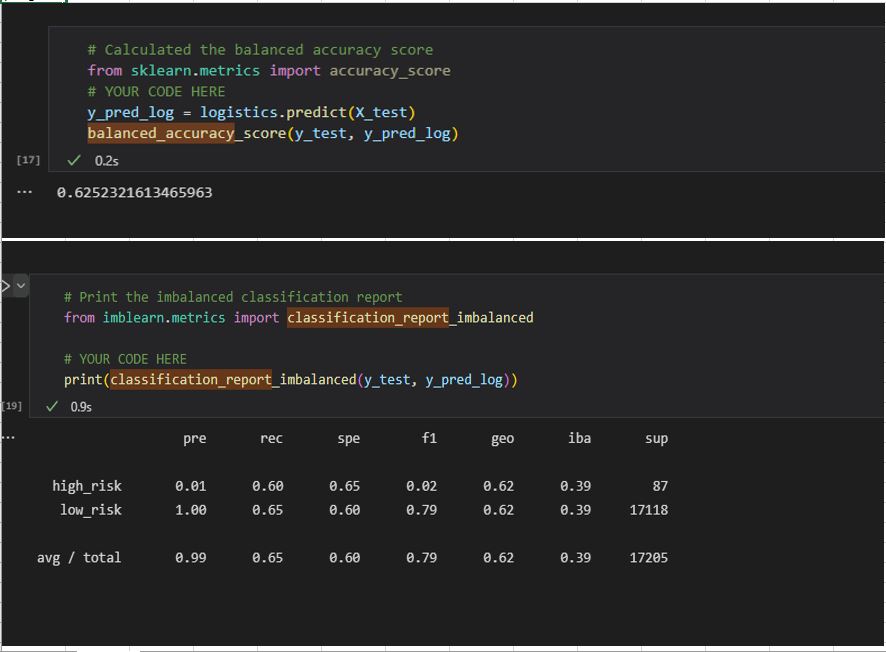 # Calculated the balanced accuracy score
from sklearn.metrics import accuracy_score
# YOUR CODE HERE
y_pred_log = logistics.predict(X_test)
balanced_accuracy_score(y_test, y_pred_log)
[17] ✓ 0.2s
... 0.6252321613465963
# Print the imbalanced classification report
from imblearn.metrics import classification_report_imbalanced
# YOUR CODE HERE
print(classification_report_imbalanced(y_test, y_pred_log))
[19] ✓ 0.9s
... pre rec spe f1 geo iba sup
high_risk 0.01 0.60 0.65 0.02 0.62 0.39 87
low_risk 1.00 0.65 0.60 0.79 0.62 0.39 17118
avg / total 0.99 0.65 0.60 0.79 0.62 0.39 17205